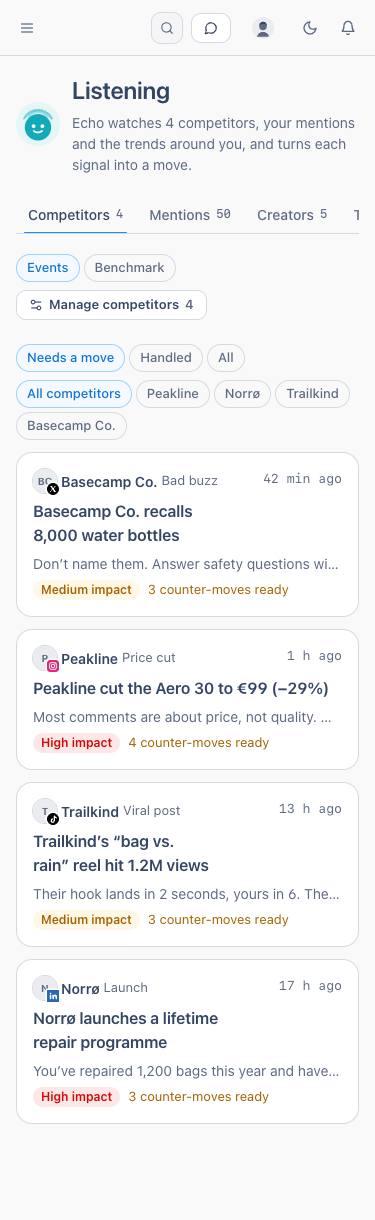 Listening
Echo watches 4 competitors, your mentions
and the trends around you, and turns each
signal into a move.
Competitors 4 Mentions 50 Creators 5 T
Events Benchmark
Manage competitors 4
Needs a move Handled All
All competitors Peakline Norrø Trailkind
Basecamp Co.
Basecamp Co. Bad buzz 42 min ago
Basecamp Co. recalls
8,000 water bottles
Don’t name them. Answer safety questions wi…
Medium impact 3 counter-moves ready
P Peakline Price cut 1 h ago
Peakline cut the Aero 30 to €99 (−29%)
Most comments are about price, not quality. …
High impact 4 counter-moves ready
T Trailkind Viral post 13 h ago
Trailkind’s “bag vs.
rain” reel hit 1.2M views
Their hook lands in 2 seconds, yours in 6. The…
Medium impact 3 counter-moves ready
N Norrø Launch 17 h ago
Norrø launches a lifetime
repair programme
You’ve repaired 1,200 bags this year and have…
High impact 3 counter-moves ready